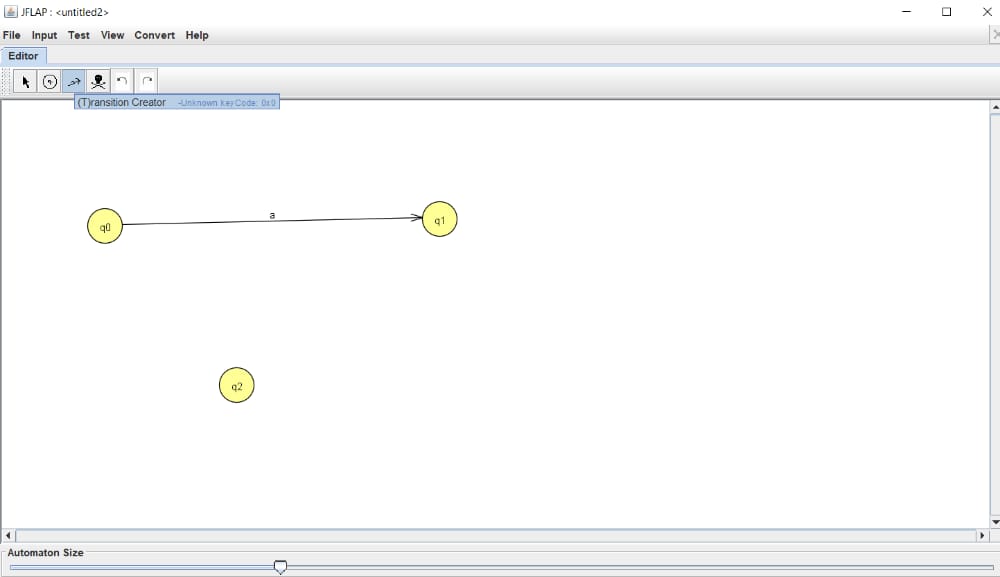 JFLAP : <untitled2>
File Input Test View Convert Help
Editor
(T)ransition Creator -Unknown keyCode: 0x0
a
q0
q1
q2
Automaton Size